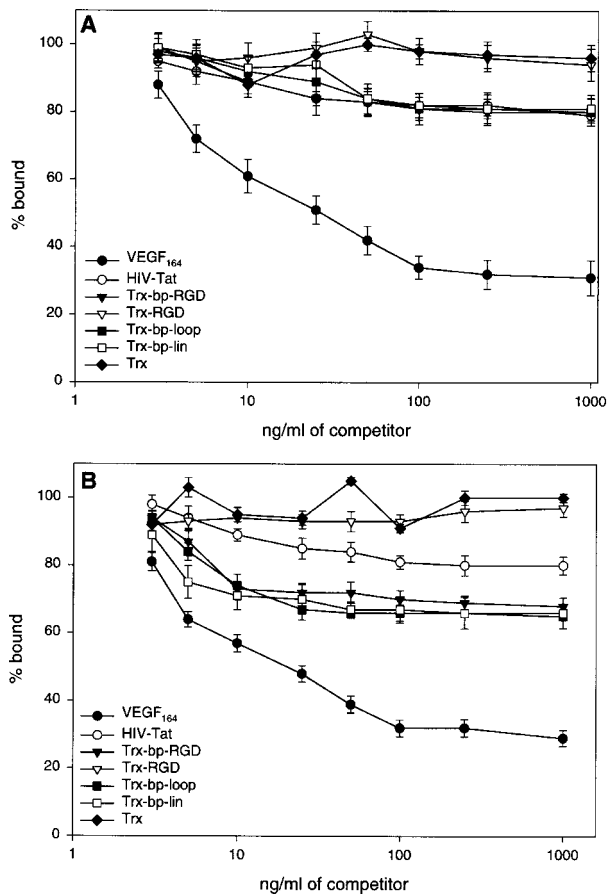 A
100
80
60
40
20
0
% bound
VEGF164
HIV-Tat
Trx-bp-RGD
Trx-RGD
Trx-bp-loop
Trx-bp-lin
Trx
1 10 100 1000
ng/ml of competitor
B
100
80
60
40
20
0
% bound
VEGF164
HIV-Tat
Trx-bp-RGD
Trx-RGD
Trx-bp-loop
Trx-bp-lin
Trx
1 10 100 1000
ng/ml of competitor